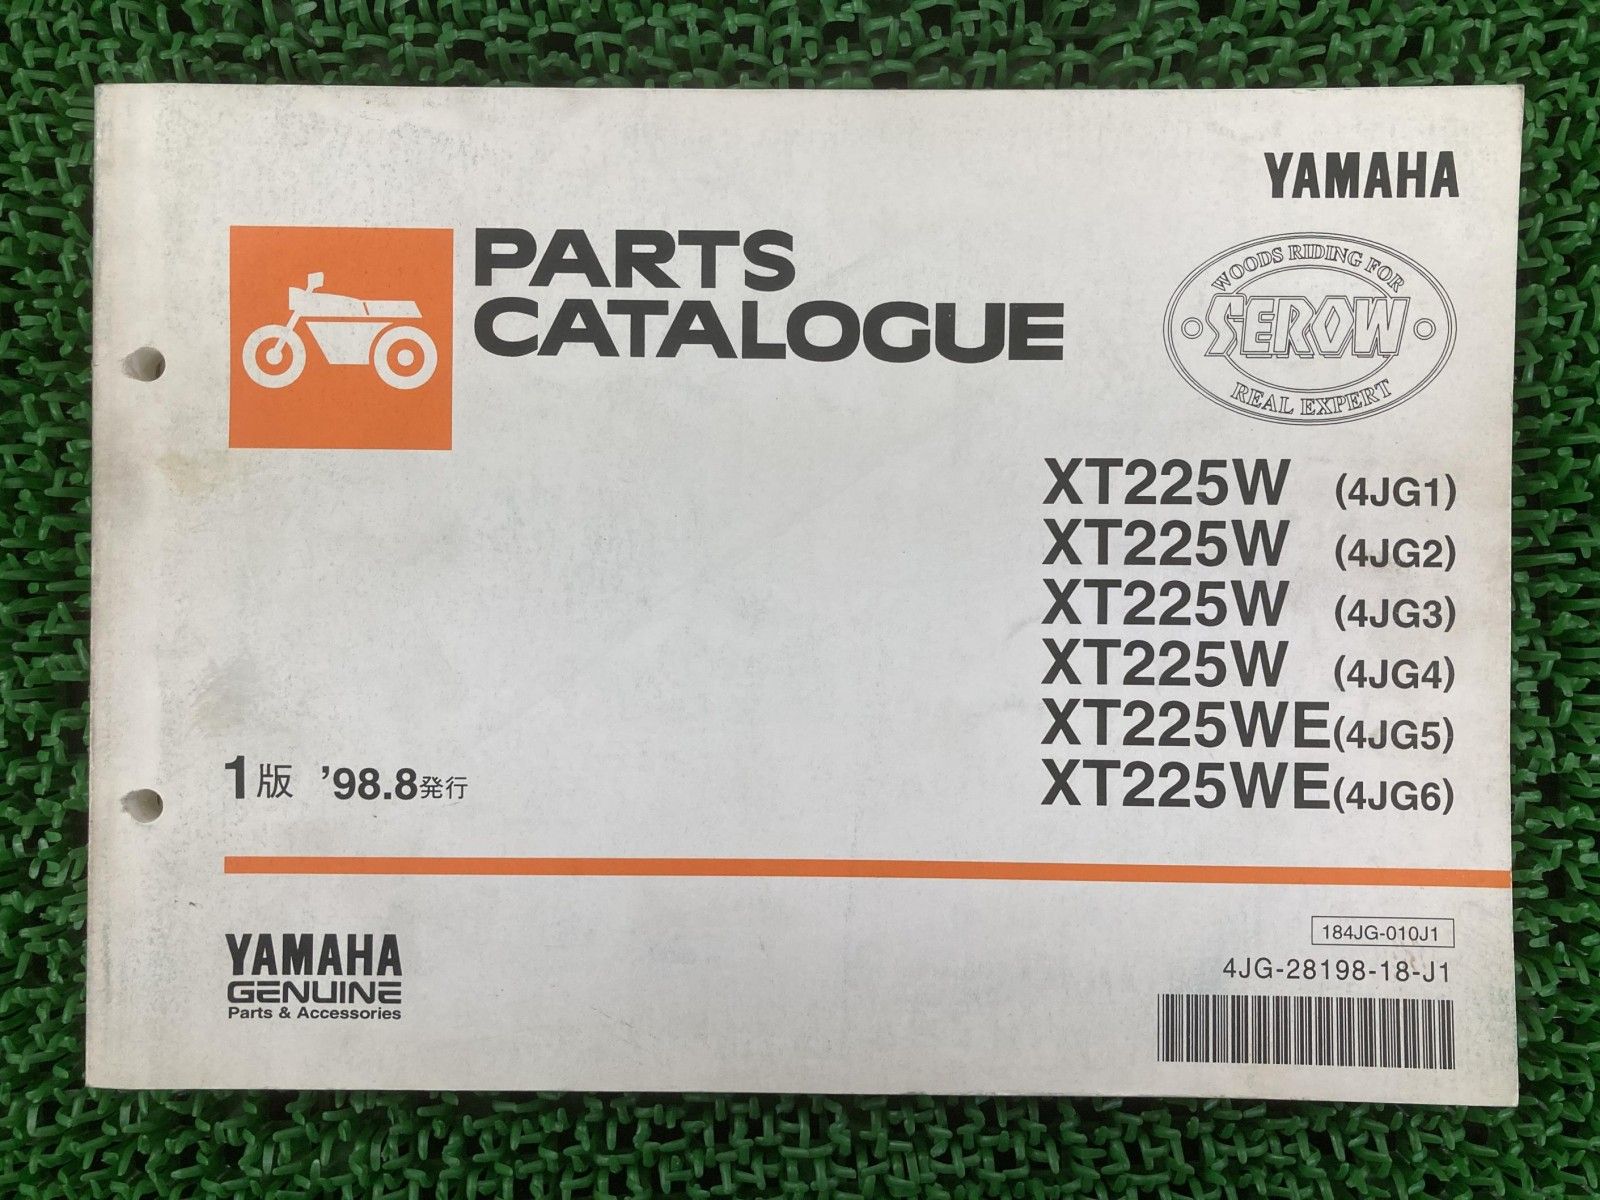 YAMAHA
PARTS
CATALOGUE
WOODS RIDING FOR
SEROW
REAL EXPERT
XT225W (4JG1)
XT225W (4JG2)
XT225W (4JG3)
XT225W (4JG4)
XT225WE(4JG5)
XT225WE(4JG6)
1版 ’98.8発行
YAMAHA
GENUINE
Parts & Accessories
184JG-010J1
4JG-28198-18-J1